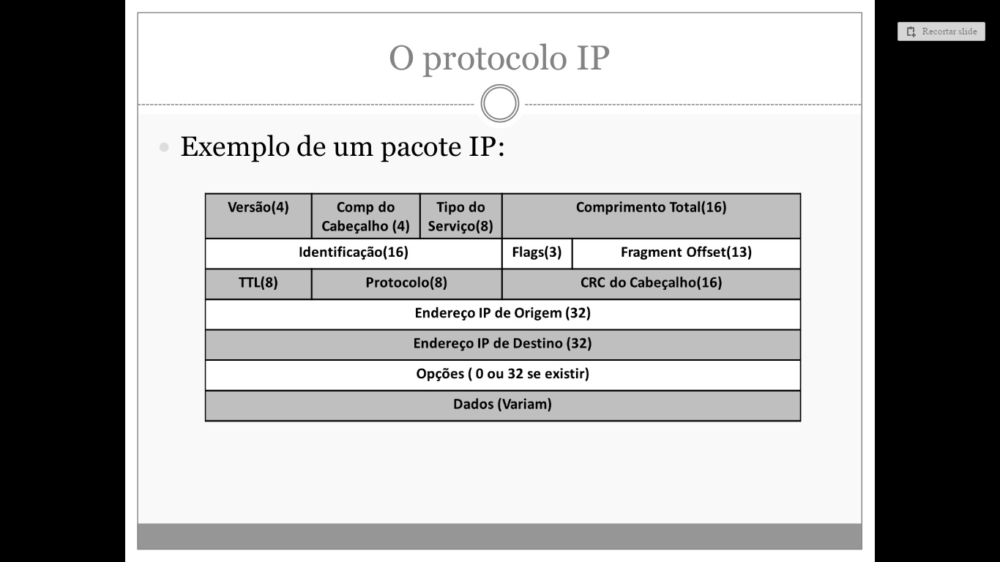 Recortar slide
O protocolo IP
Exemplo de um pacote IP:
Versão(4)
Comp do
Cabeçalho (4)
Tipo do
Serviço(8)
Comprimento Total(16)
Identificação(16)
Flags(3)
Fragment Offset(13)
TTL(8)
Protocolo(8)
CRC do Cabeçalho(16)
Endereço IP de Origem (32)
Endereço IP de Destino (32)
Opções ( 0 ou 32 se existir)
Dados (Variam)